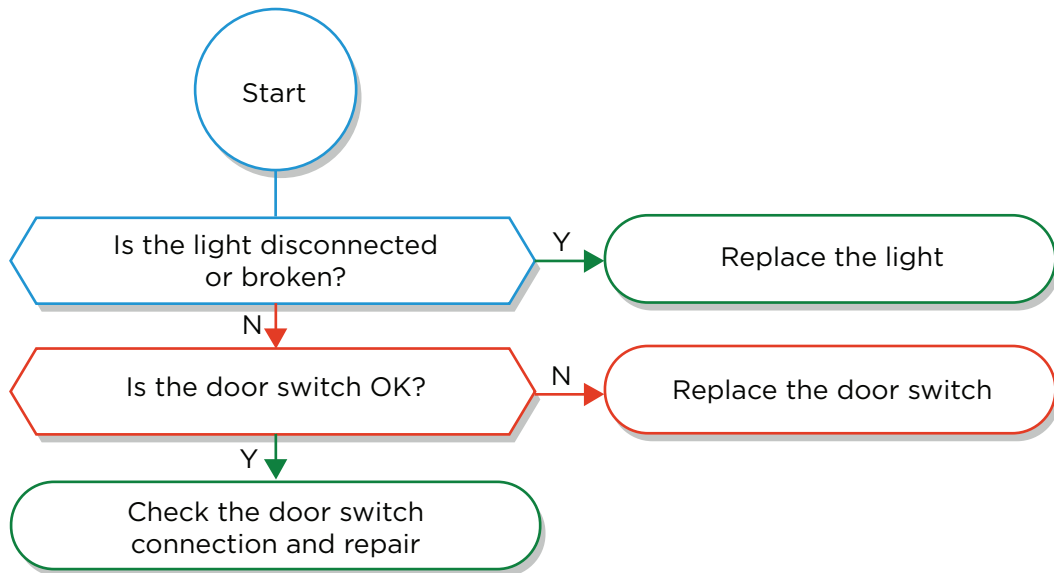 Start
Is the light disconnected
or broken?
Y
Replace the light
N
Is the door switch OK?
N
Replace the door switch
Y
Check the door switch
connection and repair